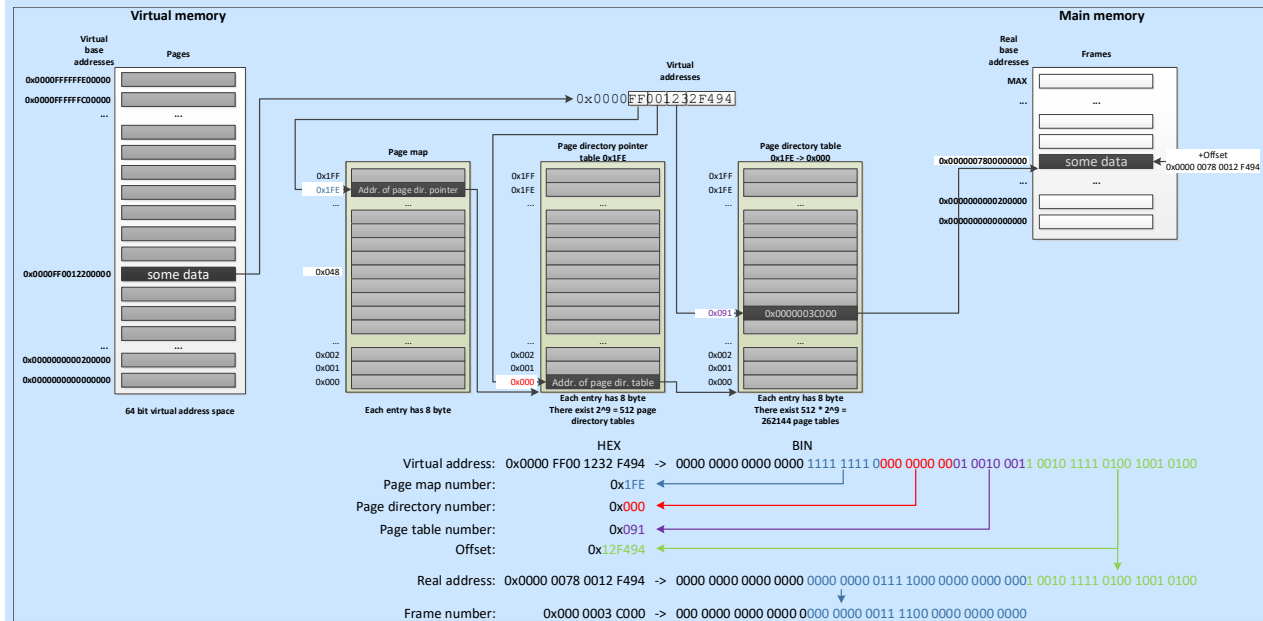 Virtual memory
Main memory
Virtual
base
addresses
Pages
0x0000FFFFFFE00000
0x0000FFFFFFC00000
...
...
0x0000FF0012200000
some data
...
...
0x0000000000200000
0x0000000000000000
64 bit virtual address space
Virtual
addresses
0x0000FF001232F494
Page map
0x1FF
0x1FE
Addr. of page dir. pointer
...
...
0x048
...
...
0x002
0x001
0x000
Each entry has 8 byte
Page directory pointer
table 0x1FE
0x1FF
0x1FE
...
...
...
...
0x002
0x001
0x000
Addr. of page dir. table
Each entry has 8 byte
There exist 2^9 = 512 page
directory tables
Page directory table
0x1FE -> 0x000
0x1FF
0x1FE
...
...
0x091
0x0000003C000
...
...
0x002
0x001
0x000
Each entry has 8 byte
There exist 512 * 2^9 =
262144 page tables
Real
base
addresses
Frames
MAX
...
...
0x0000007800000000
some data
+Offset
0x0000 0078 0012 F494
...
...
0x0000000000200000
0x0000000000000000
HEX
BIN
Virtual address: 0x0000 FF00 1232 F494 -> 0000 0000 0000 0000 1111 1111 0000 0000 0001 0010 0011 0010 1111 0100 1001 0100
Page map number: 0x1FE
Page directory number: 0x000
Page table number: 0x091
Offset: 0x12F494
Real address: 0x0000 0078 0012 F494 -> 0000 0000 0000 0000 0000 0000 0111 1000 0000 0000 0001 0010 1111 0100 1001 0100
Frame number: 0x000 0003 C000 -> 000 0000 0000 0000 0000 0000 0011 1100 0000 0000 0000